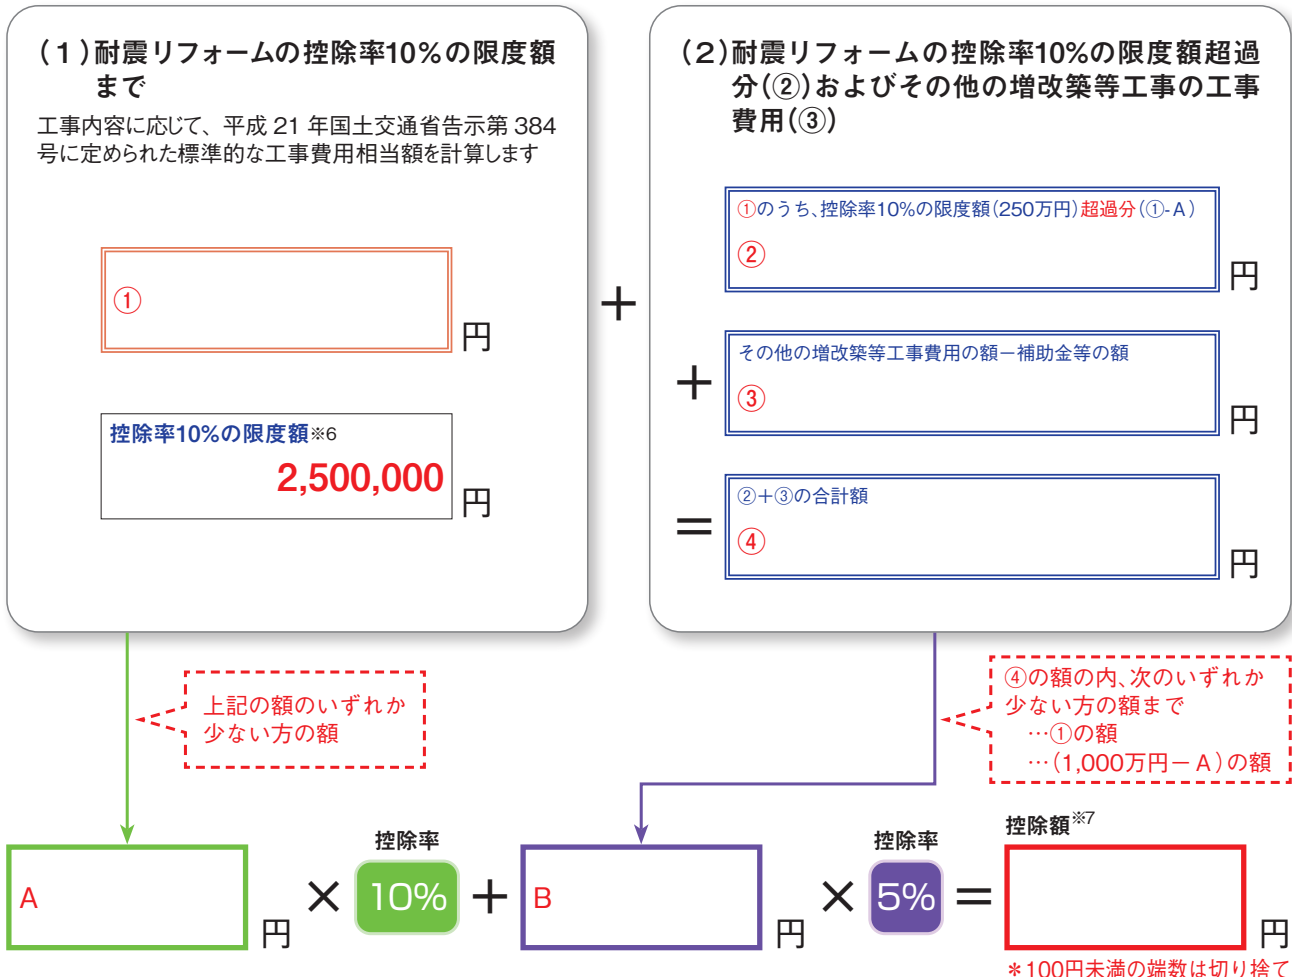 (1)耐震リフォームの控除率10%の限度額
まで
工事内容に応じて、平成 21 年国土交通省告示第 384
号に定められた標準的な工事費用相当額を計算します
①
円
控除率10%の限度額※6
2,500,000
円
+
(2)耐震リフォームの控除率10%の限度額超過
分(②)およびその他の増改築等工事の工事
費用(③)
①のうち、控除率10%の限度額(250万円)超過分(①-A)
②
円
+
その他の増改築等工事費用の額−補助金等の額
③
円
=
②+③の合計額
④
円
上記の額のいずれか
少ない方の額
④の額の内、次のいずれか
少ない方の額まで
…①の額
…(1,000万円−A)の額
控除率
控除率
控除額※7
A 円 × 10% + B 円 × 5% = 円
*100円未満の端数は切り捨て